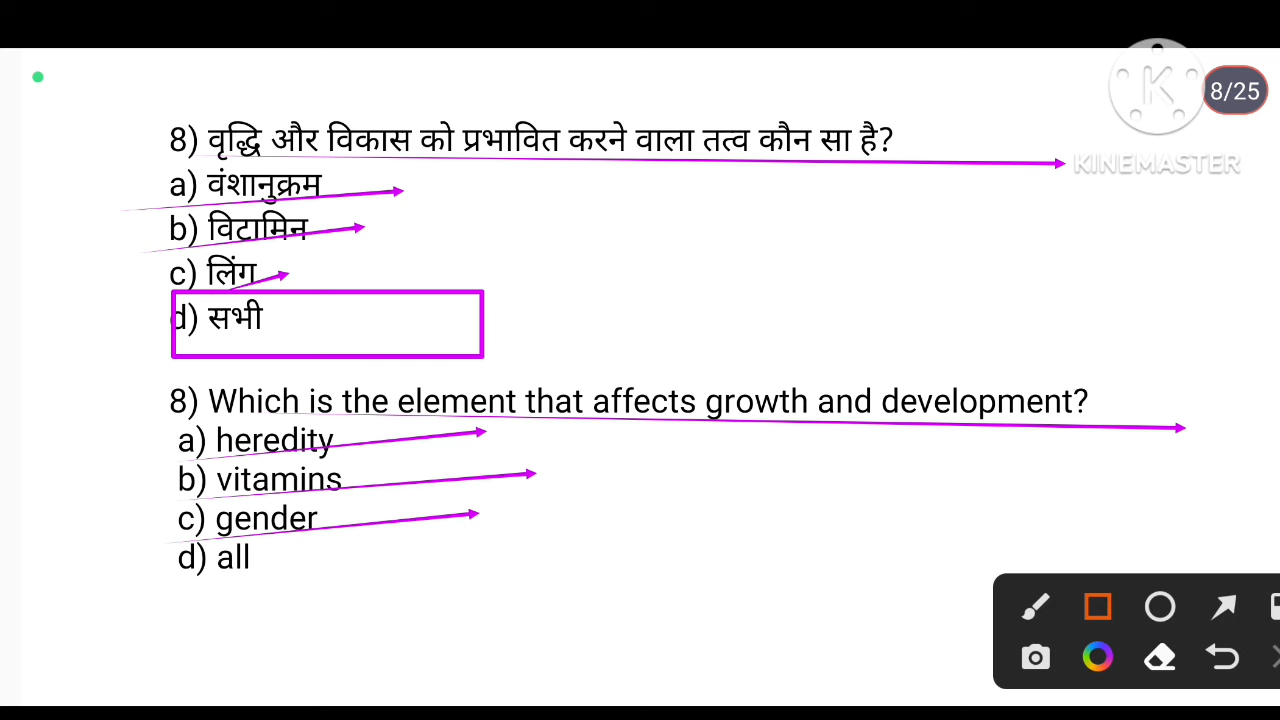 8/25
KINEMASTER
8) वृद्धि और विकास को प्रभावित करने वाला तत्व कौन सा है?
a) वंशानुक्रम
b) विटामिन
c) लिंग
d) सभी
8) Which is the element that affects growth and development?
a) heredity
b) vitamins
c) gender
d) all